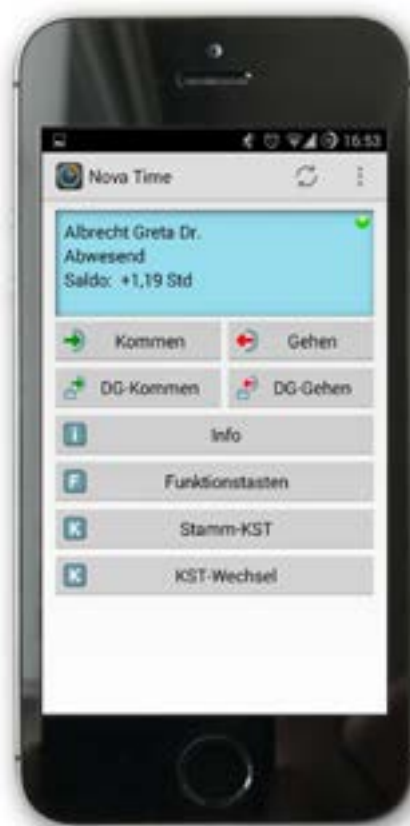 16:53
Nova Time
Albrecht Greta Dr.
Abwesend
Saldo: +1,19 Std
Kommen
Gehen
DG-Kommen
DG-Gehen
i Info
F Funktionstasten
K Stamm-KST
K KST-Wechsel